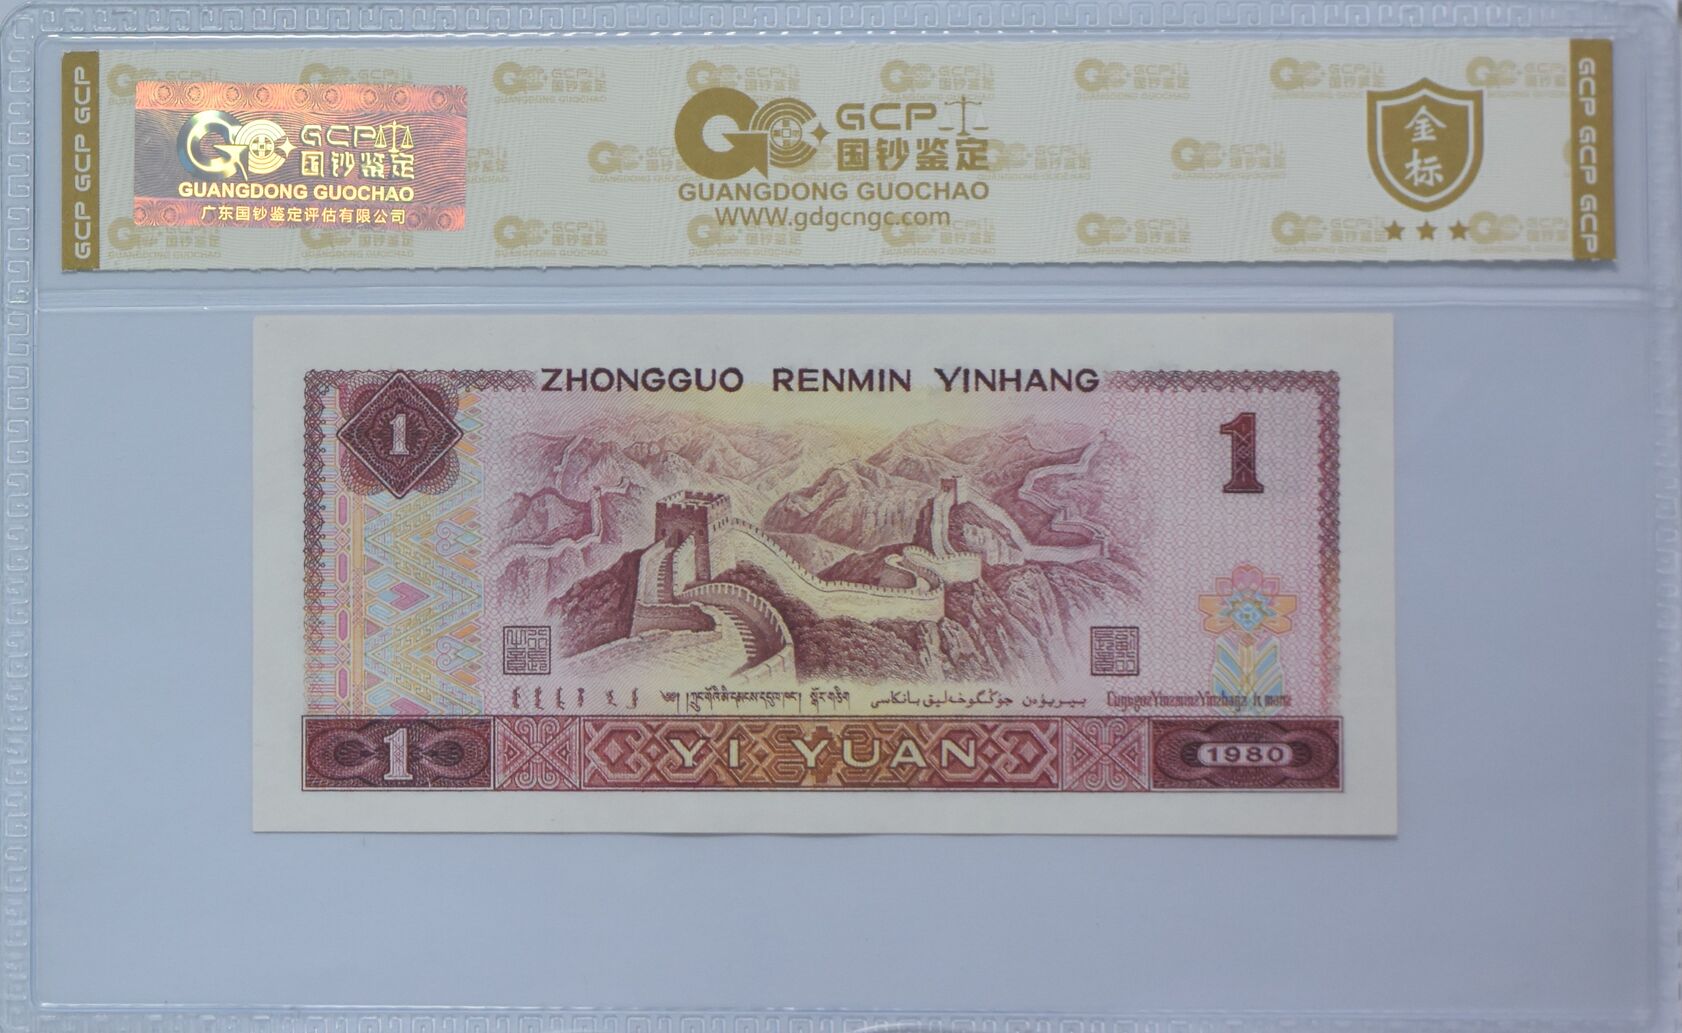 GCP GCP GCP
GCP
国钞鉴定
GUANGDONG GUOCHAO
广东国钞鉴定评估有限公司
GCP
国钞鉴定
GUANGDONG GUOCHAO
WWW.gdgcngc.com
金
标
GCP GCP GCP
ZHONGGUO RENMIN YINHANG
1
1
1
YI YUAN
1980